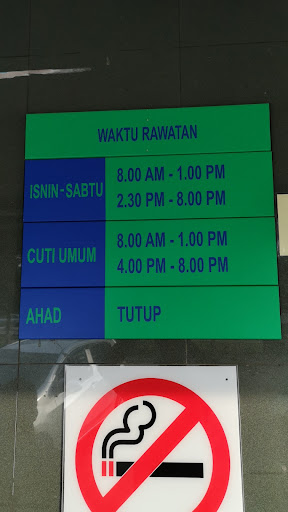 WAKTU RAWATAN
ISNIN-SABTU
8.00 AM - 1.00 PM
2.30 PM - 8.00 PM
CUTI UMUM
8.00 AM - 1.00 PM
4.00 PM - 8.00 PM
AHAD
TUTUP